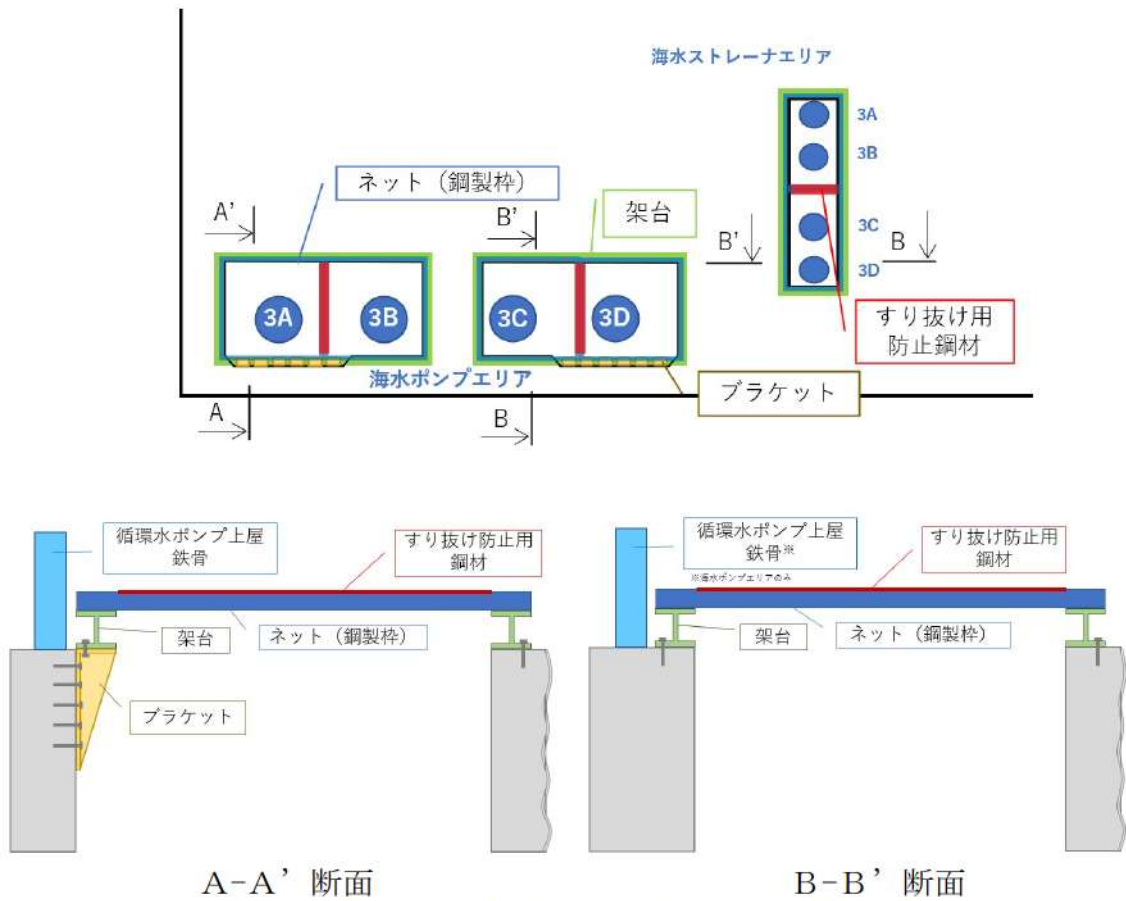 海水ストレーナエリア
3A
3B
3C
3D
ネット（鋼製枠）
架台
A’
B’
B’
B
3A
3B
3C
3D
すり抜け用
防止鋼材
海水ポンプエリア
ブラケット
A
B
循環水ポンプ上屋
鉄骨
すり抜け防止用
鋼材
架台
ネット（鋼製枠）
ブラケット
A-A’ 断面
循環水ポンプ上屋
鉄骨※
※海水ポンプエリアのみ
すり抜け防止用
鋼材
架台
ネット（鋼製枠）
B-B’ 断面